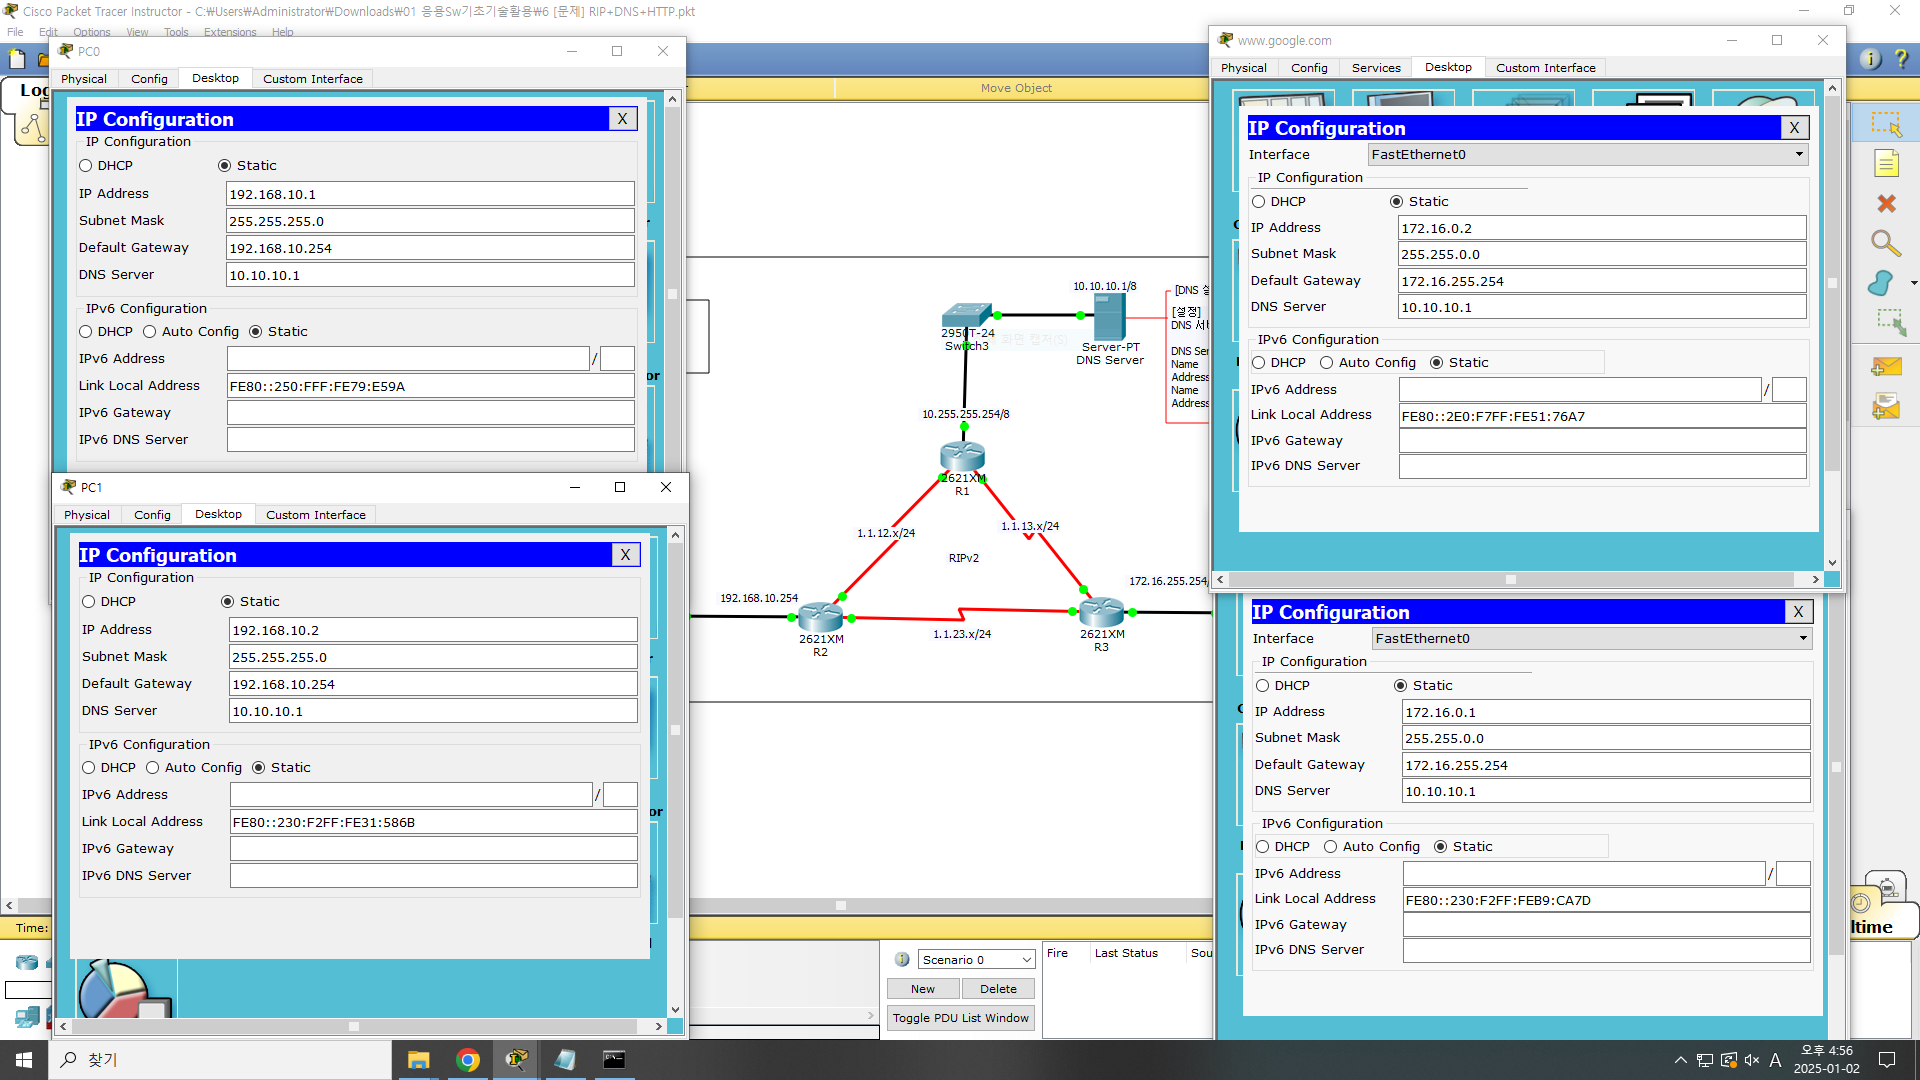 Cisco Packet Tracer Instructor - C:₩Users₩Administrator₩Downloads₩01 응용Sw기초기술활용₩6 [문제] RIP+DNS+HTTP.pkt
File Edit Options View Tools Extensions Help
Move Object
PC0
Physical Config Desktop Custom Interface
IP Configuration X
IP Configuration
DHCP Static
IP Address 192.168.10.1
Subnet Mask 255.255.255.0
Default Gateway 192.168.10.254
DNS Server 10.10.10.1
IPv6 Configuration
DHCP Auto Config Static
IPv6 Address /
Link Local Address FE80::250:FFF:FE79:E59A
IPv6 Gateway
IPv6 DNS Server
PC1
Physical Config Desktop Custom Interface
IP Configuration X
IP Configuration
DHCP Static
IP Address 192.168.10.2
Subnet Mask 255.255.255.0
Default Gateway 192.168.10.254
DNS Server 10.10.10.1
IPv6 Configuration
DHCP Auto Config Static
IPv6 Address /
Link Local Address FE80::230:F2FF:FE31:586B
IPv6 Gateway
IPv6 DNS Server
10.10.10.1/8
2950T-24
Switch3
Server-PT
DNS Server
[DNS
[설정]
DNS 서
DNS Ser
Name
Address
Name
Address
10.255.255.254/8
2621XM
R1
1.1.12.x/24
1.1.13.x/24
RIPv2
192.168.10.254
172.16.255.254/
2621XM
R2
1.1.23.x/24
2621XM
R3
www.google.com
Physical Config Services Desktop Custom Interface
IP Configuration X
Interface FastEthernet0
IP Configuration
DHCP Static
IP Address 172.16.0.2
Subnet Mask 255.255.0.0
Default Gateway 172.16.255.254
DNS Server 10.10.10.1
IPv6 Configuration
DHCP Auto Config Static
IPv6 Address /
Link Local Address FE80::2E0:F7FF:FE51:76A7
IPv6 Gateway
IPv6 DNS Server
IP Configuration X
Interface FastEthernet0
IP Configuration
DHCP Static
IP Address 172.16.0.1
Subnet Mask 255.255.0.0
Default Gateway 172.16.255.254
DNS Server 10.10.10.1
IPv6 Configuration
DHCP Auto Config Static
IPv6 Address /
Link Local Address FE80::230:F2FF:FEB9:CA7D
IPv6 Gateway
IPv6 DNS Server
Time:
ltime
Scenario 0
New Delete
Toggle PDU List Window
Fire Last Status Sou
찾기
A
오후 4:56
2025-01-02